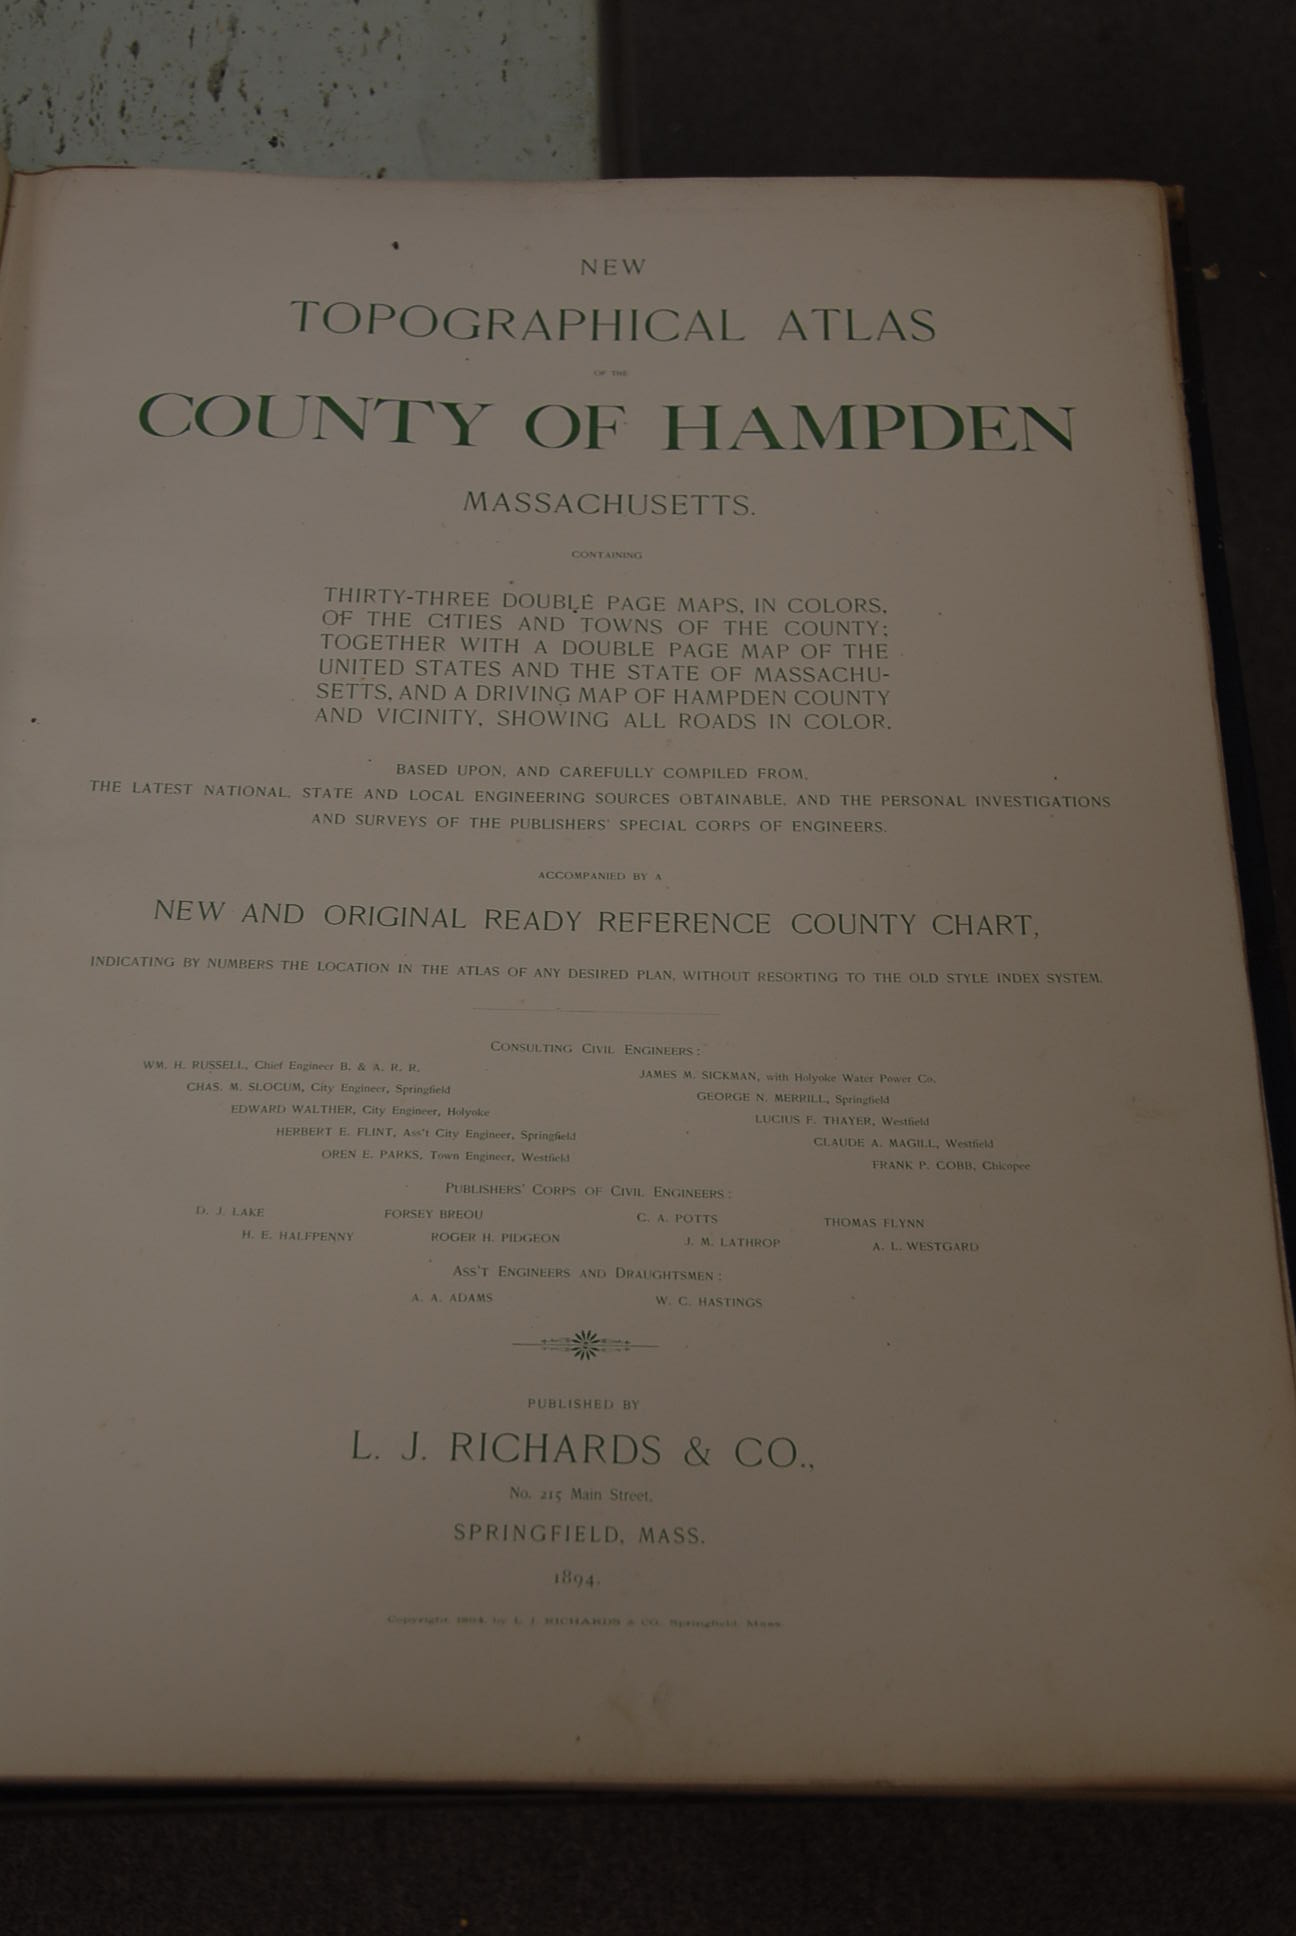 NEW
TOPOGRAPHICAL ATLAS
OF THE
COUNTY OF HAMPDEN
MASSACHUSETTS.
CONTAINING
THIRTY-THREE DOUBLE PAGE MAPS, IN COLORS,
OF THE CITIES AND TOWNS OF THE COUNTY;
TOGETHER WITH A DOUBLE PAGE MAP OF THE
UNITED STATES AND THE STATE OF MASSACHU-
SETTS, AND A DRIVING MAP OF HAMPDEN COUNTY
AND VICINITY, SHOWING ALL ROADS IN COLOR.
BASED UPON, AND CAREFULLY COMPILED FROM,
THE LATEST NATIONAL, STATE AND LOCAL ENGINEERING SOURCES OBTAINABLE, AND THE PERSONAL INVESTIGATIONS
AND SURVEYS OF THE PUBLISHERS' SPECIAL CORPS OF ENGINEERS.
ACCOMPANIED BY A
NEW AND ORIGINAL READY REFERENCE COUNTY CHART,
INDICATING BY NUMBERS THE LOCATION IN THE ATLAS OF ANY DESIRED PLAN, WITHOUT RESORTING TO THE OLD STYLE INDEX SYSTEM.
CONSULTING CIVIL ENGINEERS:
WM. H. RUSSELL, Chief Engineer B. & A. R. R.
CHAS. M. SLOCUM, City Engineer, Springfield
EDWARD WALTHER, City Engineer, Holyoke
HERBERT E. FLINT, Ass't City Engineer, Springfield
OREN E. PARKS, Town Engineer, Westfield
JAMES M. SICKMAN, with Holyoke Water Power Co.
GEORGE N. MERRILL, Springfield
LUCIUS F. THAYER, Westfield
CLAUDE A. MAGILL, Westfield
FRANK P. COBB, Chicopee
PUBLISHERS' CORPS OF CIVIL ENGINEERS:
D. J. LAKE FORSEY BREOU C. A. POTTS THOMAS FLYNN
H. E. HALFPENNY ROGER H. PIDGEON J. M. LATHROP A. L. WESTGARD
ASS'T ENGINEERS AND DRAUGHTSMEN:
A. A. ADAMS W. C. HASTINGS
PUBLISHED BY
L. J. RICHARDS & CO.,
No. 215 Main Street,
SPRINGFIELD, MASS.
1894.
Copyright, 1894, by L. J. RICHARDS & CO. Springfield, Mass.